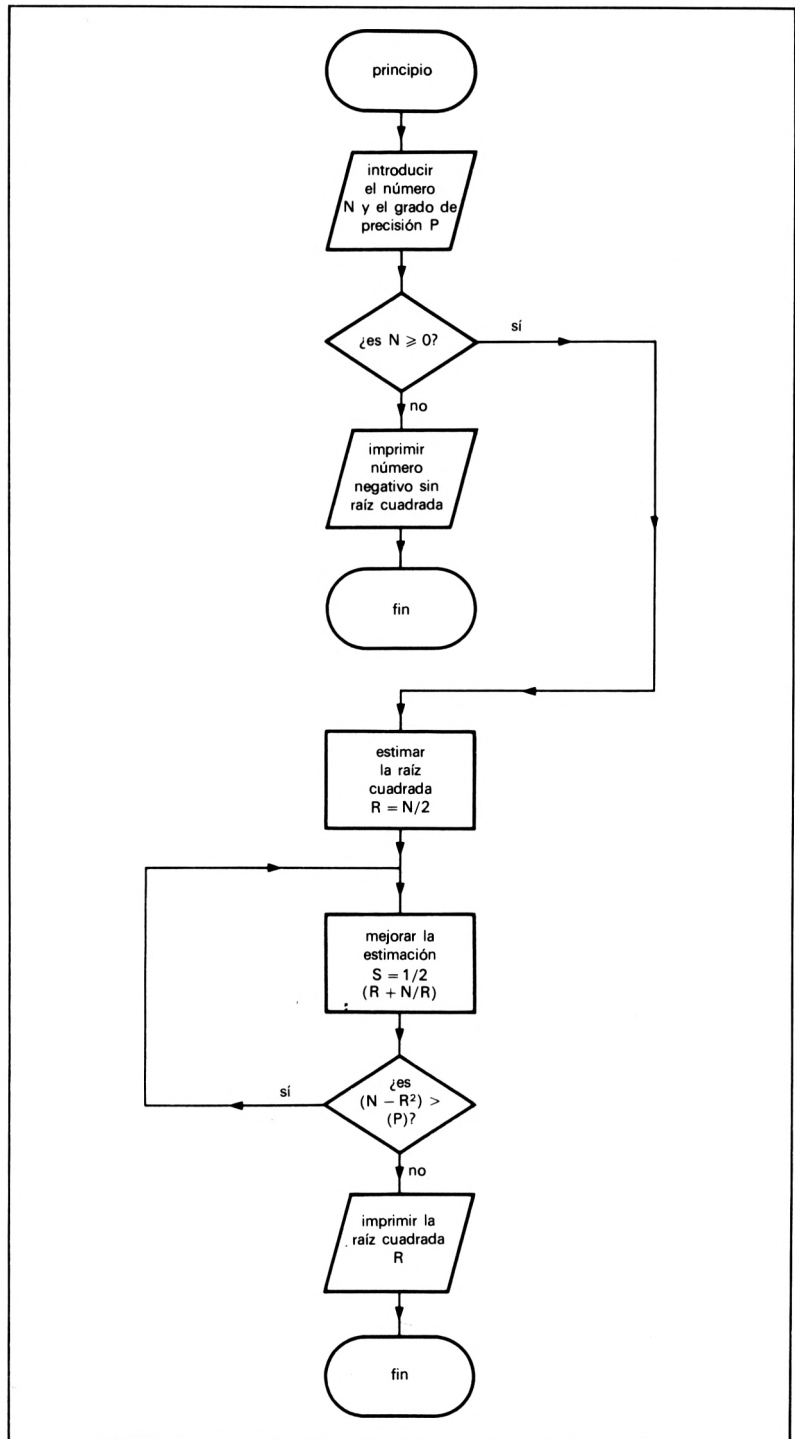 principio
introducir
el número
N y el grado de
precisión P
¿es N ⩾ 0?
sí
no
imprimir
número
negativo sin
raíz cuadrada
fin
estimar
la raíz
cuadrada
R = N/2
mejorar la
estimación
S = 1/2
(R + N/R)
¿es
(N − R²) >
(P)?
sí
no
imprimir la
raíz cuadrada
R
fin